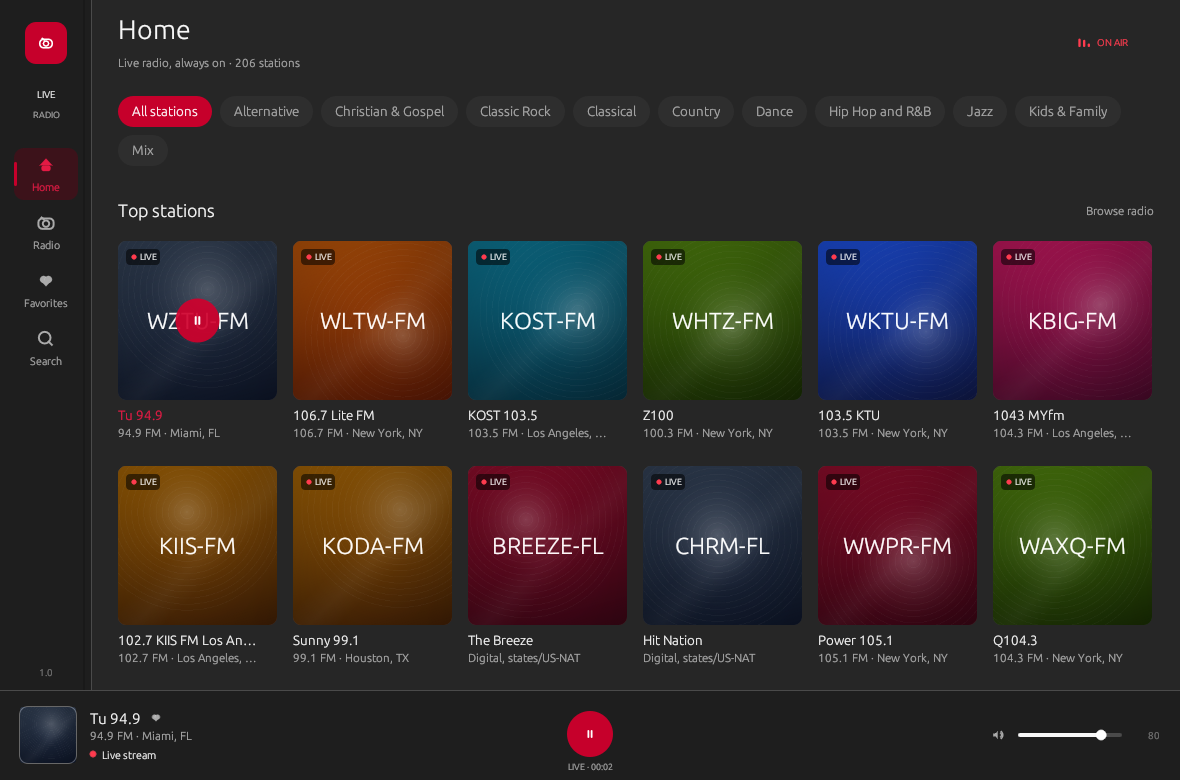 Home
Live radio, always on · 206 stations
ON AIR
LIVE
RADIO
Home
Radio
Favorites
Search
1.0
All stations
Alternative
Christian & Gospel
Classic Rock
Classical
Country
Dance
Hip Hop and R&B
Jazz
Kids & Family
Mix
Top stations
Browse radio
LIVE
LIVE
LIVE
LIVE
LIVE
LIVE
WZTU-FM
WLTW-FM
KOST-FM
WHTZ-FM
WKTU-FM
KBIG-FM
Tu 94.9
94.9 FM · Miami, FL
106.7 Lite FM
106.7 FM · New York, NY
KOST 103.5
103.5 FM · Los Angeles, …
Z100
100.3 FM · New York, NY
103.5 KTU
103.5 FM · New York, NY
1043 MYfm
104.3 FM · Los Angeles, …
LIVE
LIVE
LIVE
LIVE
LIVE
LIVE
KIIS-FM
KODA-FM
BREEZE-FL
CHRM-FL
WWPR-FM
WAXQ-FM
102.7 KIIS FM Los An…
102.7 FM · Los Angeles, …
Sunny 99.1
99.1 FM · Houston, TX
The Breeze
Digital, states/US-NAT
Hit Nation
Digital, states/US-NAT
Power 105.1
105.1 FM · New York, NY
Q104.3
104.3 FM · New York, NY
Tu 94.9
94.9 FM · Miami, FL
Live stream
LIVE · 00:02
80